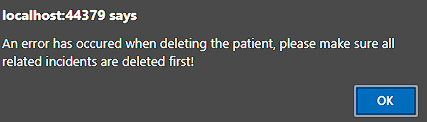 localhost:44379 says
An error has occured when deleting the patient, please make sure all
related incidents are deleted first!
OK